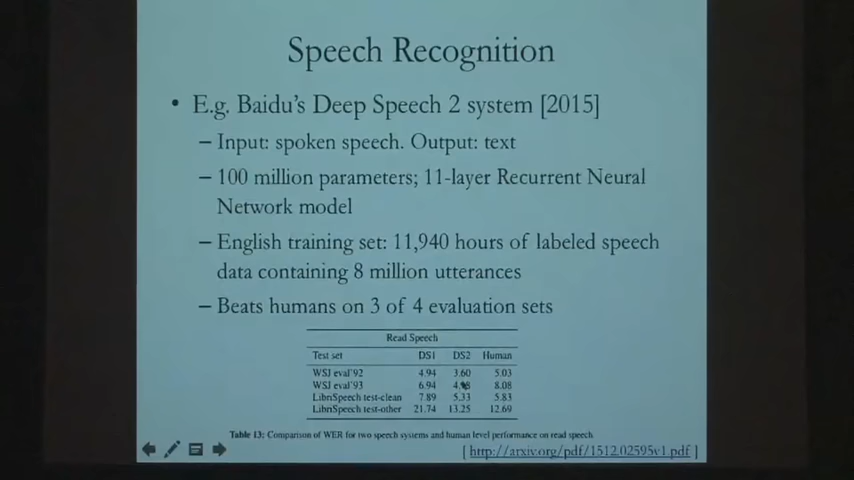 Speech Recognition
• E.g. Baidu's Deep Speech 2 system [2015]
– Input: spoken speech. Output: text
– 100 million parameters; 11-layer Recurrent Neural
Network model
– English training set: 11,940 hours of labeled speech
data containing 8 million utterances
– Beats humans on 3 of 4 evaluation sets
Read Speech
Test set DS1 DS2 Human
WSJ eval'92 4.94 3.60 5.03
WSJ eval'93 6.94 8.08
LibriSpeech test-clean 7.89 5.33 5.83
LibriSpeech test-other 21.74 13.25 12.69
Table 13: Comparison of WER for two speech systems and human level performance on read speech
[ http://arxiv.org/pdf/1512.02595v1.pdf ]